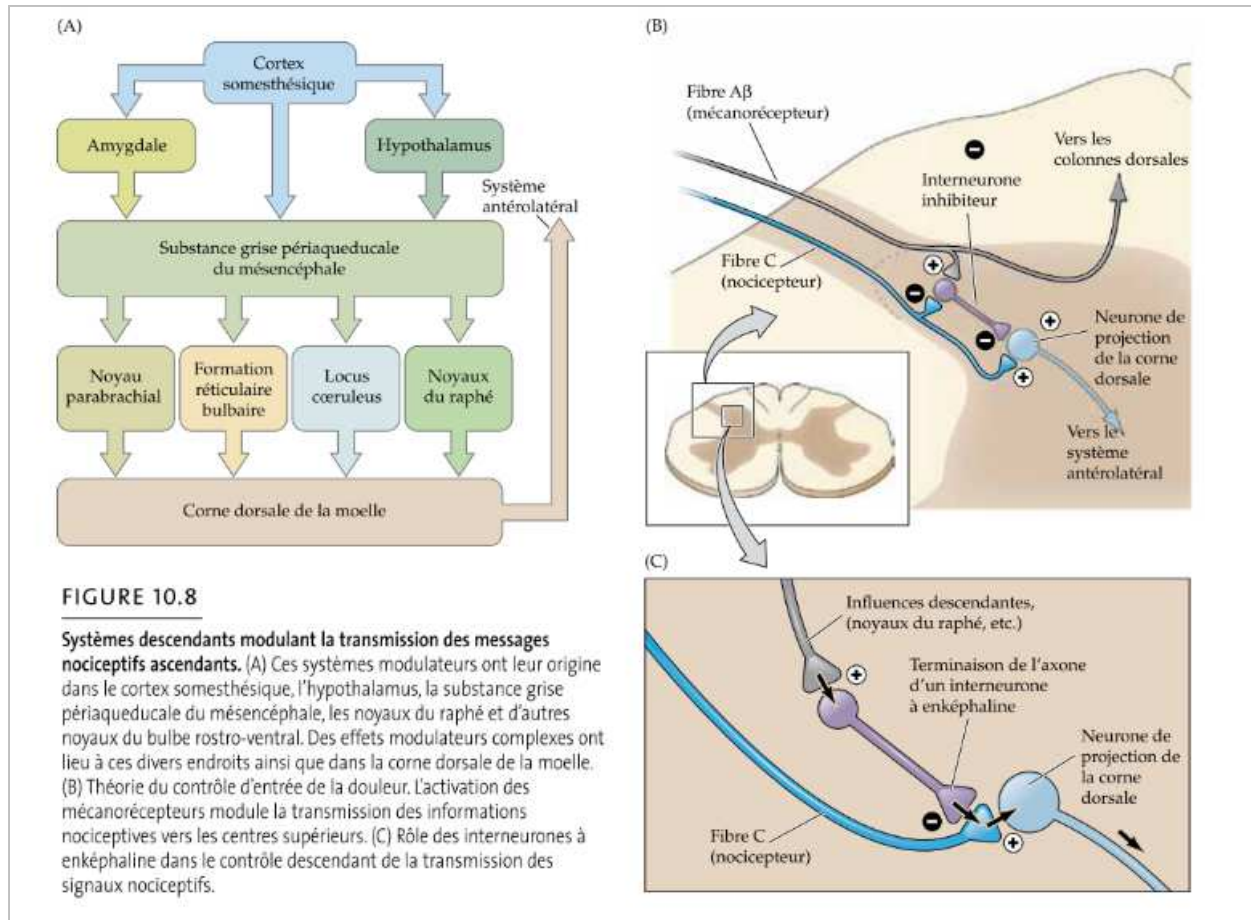 (A)
Cortex
somesthésique
Amygdale
Hypothalamus
Système
antérolatéral
Substance grise périaqueducale
du mésencéphale
Noyau
parabrachial
Formation
réticulaire
bulbaire
Locus
cœruleus
Noyaux
du raphé
Corne dorsale de la moelle
(B)
Fibre Aβ
(mécanorécepteur)
Vers les
colonnes dorsales
Interneurone
inhibiteur
Fibre C
(nocicepteur)
Neurone de
projection
de la corne
dorsale
Vers le
système
antérolatéral
(C)
Influences descendantes,
(noyaux du raphé, etc.)
Terminaison de l'axone
d'un interneurone
à enképhaline
Neurone de
projection de
la corne
dorsale
Fibre C
(nocicepteur)
FIGURE 10.8
Systèmes descendants modulant la transmission des messages
nociceptifs ascendants. (A) Ces systèmes modulateurs ont leur origine
dans le cortex somesthésique, l'hypothalamus, la substance grise
périaqueducale du mésencéphale, les noyaux du raphé et d'autres
noyaux du bulbe rostro-ventral. Des effets modulateurs complexes ont
lieu à ces divers endroits ainsi que dans la corne dorsale de la moelle.
(B) Théorie du contrôle d'entrée de la douleur. L'activation des
mécanorécepteurs module la transmission des informations
nociceptives vers les centres supérieurs. (C) Rôle des interneurones à
enképhaline dans le contrôle descendant de la transmission des
signaux nociceptifs.